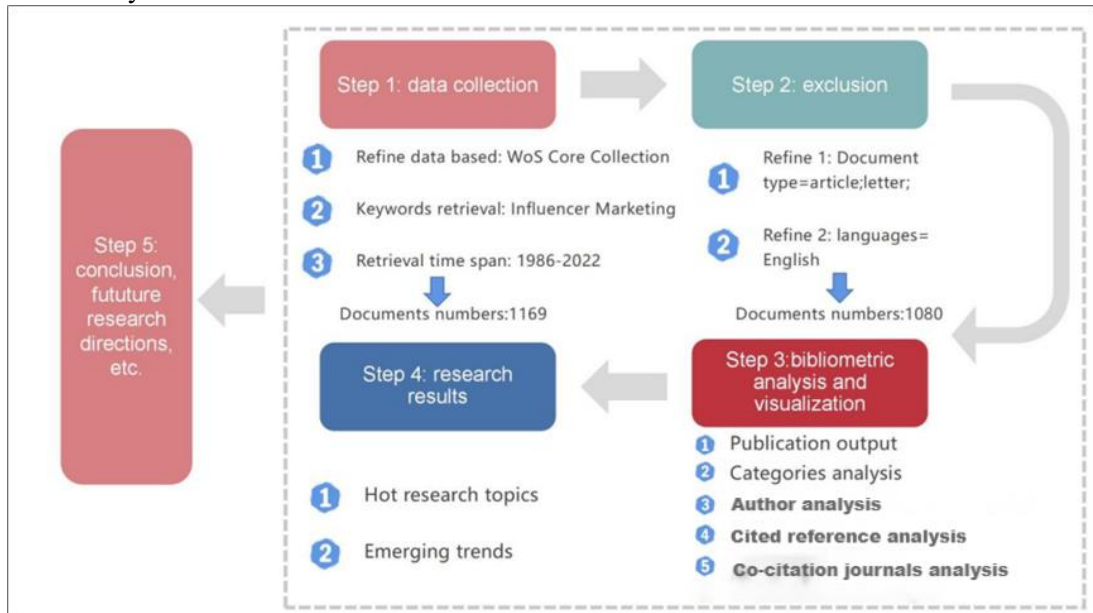 Step 1: data collection
1 Refine data based: WoS Core Collection
2 Keywords retrieval: Influencer Marketing
3 Retrieval time span: 1986-2022
Documents numbers:1169
Step 2: exclusion
1 Refine 1: Document
type=article;letter;
2 Refine 2: languages=
English
Documents numbers:1080
Step 3:bibliometric
analysis and
visualization
1 Publication output
2 Categories analysis
3 Author analysis
4 Cited reference analysis
5 Co-citation journals analysis
Step 4: research
results
1 Hot research topics
2 Emerging trends
Step 5:
conclusion,
fututure
research
directions,
etc.